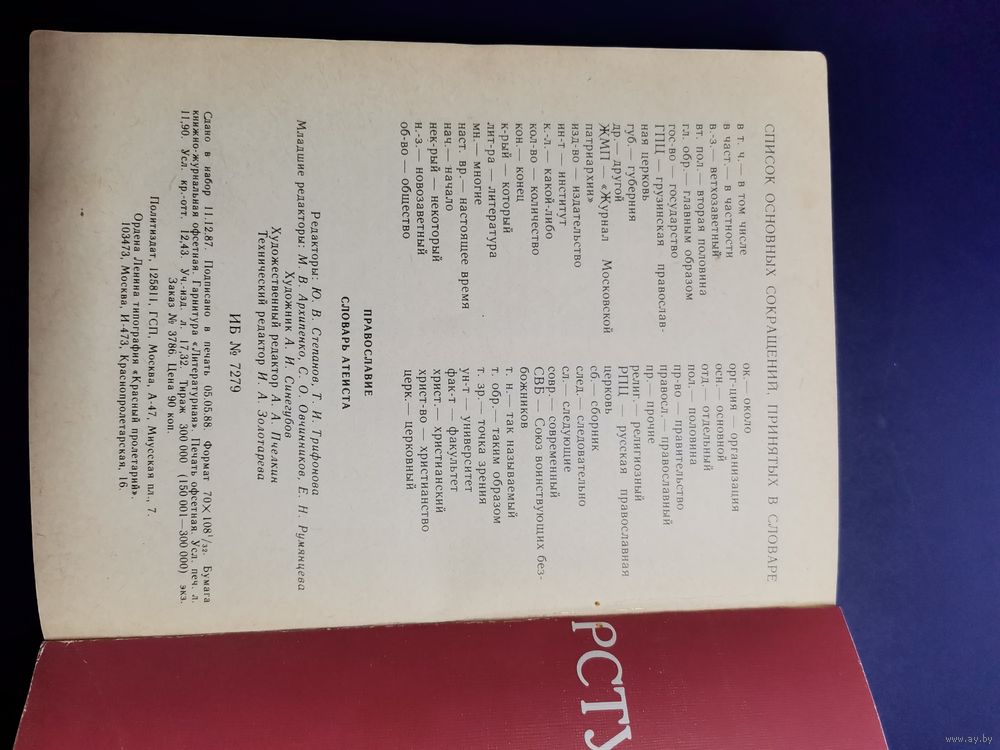 СПИСОК ОСНОВНЫХ СОКРАЩЕНИЙ, ПРИНЯТЫХ В СЛОВАРЕ
в т. ч.— в том числе
в част.— в частности
в.-з.— ветхозаветный
вт. пол.— вторая половина
гл. обр.— главным образом
гос-во — государство
ГПЦ — грузинская православ-
ная церковь
губ.— губерния
др.— другой
ЖМП — «Журнал Московской
патриархии»
изд-во — издательство
ин-т — институт
к.-л.— какой-либо
кол-во — количество
кон.— конец
к-рый — который
лит-ра — литература
мн.— многие
наст. вр.— настоящее время
нач.— начало
нек-рый — некоторый
н.-з.— новозаветный
об-во — общество
ок.— около
орг-ция — организация
осн.— основной
отд.— отдельный
пол.— половина
пр-во — правительство
правосл.— православный
пр.— прочие
религ.— религиозный
РПЦ — русская православная
церковь
сб.— сборник
след.— следовательно
сл.— следующие
совр.— современный
СВБ — Союз воинствующих без-
божников
т. н.— так называемый
т. обр.— таким образом
т. зр.— точка зрения
ун-т — университет
фак-т — факультет
христ.— христианский
христ-во — христианство
церк.— церковный
ПРАВОСЛАВИЕ
СЛОВАРЬ АТЕИСТА
Редакторы: Ю. В. Степанов, Т. И. Трифонова
Младшие редакторы: М. В. Архипенко, С. О. Овчинников, Е. Н. Румянцева
Художник А. И. Синегубов
Художественный редактор А. А. Пчелкин
Технический редактор И. А. Золотарева
ИБ № 7279
Сдано в набор 11.12.87. Подписано в печать 05.05.88. Формат 70×108¹/₃₂. Бумага
книжно-журнальная офсетная. Гарнитура «Литературная». Печать офсетная. Усл. печ. л.
11,90. Усл. кр.-отт. 12,43. Уч.-изд. л. 17,32. Тираж 300 000 (150 001—300 000) экз.
Заказ № 3786. Цена 90 коп.
Политиздат, 125811, ГСП, Москва, А-47, Миусская пл., 7.
Ордена Ленина типография «Красный пролетарий».
103473, Москва, И-473, Краснопролетарская, 16.
РСТУ
www.ay.by